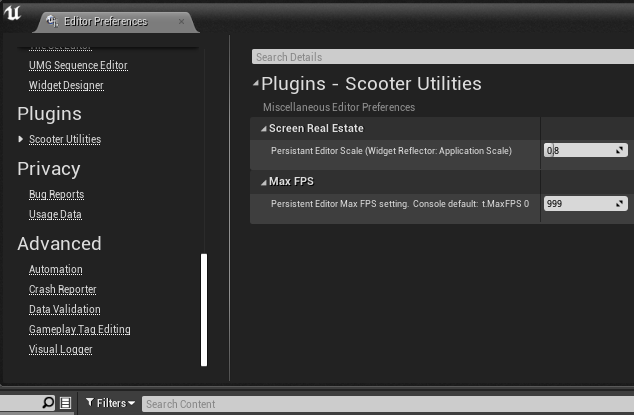 Editor Preferences
UMG Sequence Editor
Widget Designer
Plugins
Scooter Utilities
Privacy
Bug Reports
Usage Data
Advanced
Automation
Crash Reporter
Data Validation
Gameplay Tag Editing
Visual Logger
Search Details
Plugins - Scooter Utilities
Miscellaneous Editor Preferences
Screen Real Estate
Persistant Editor Scale (Widget Reflector: Application Scale) 0.8
Max FPS
Persistent Editor Max FPS setting. Console default: t.MaxFPS 0 999
Filters Search Content